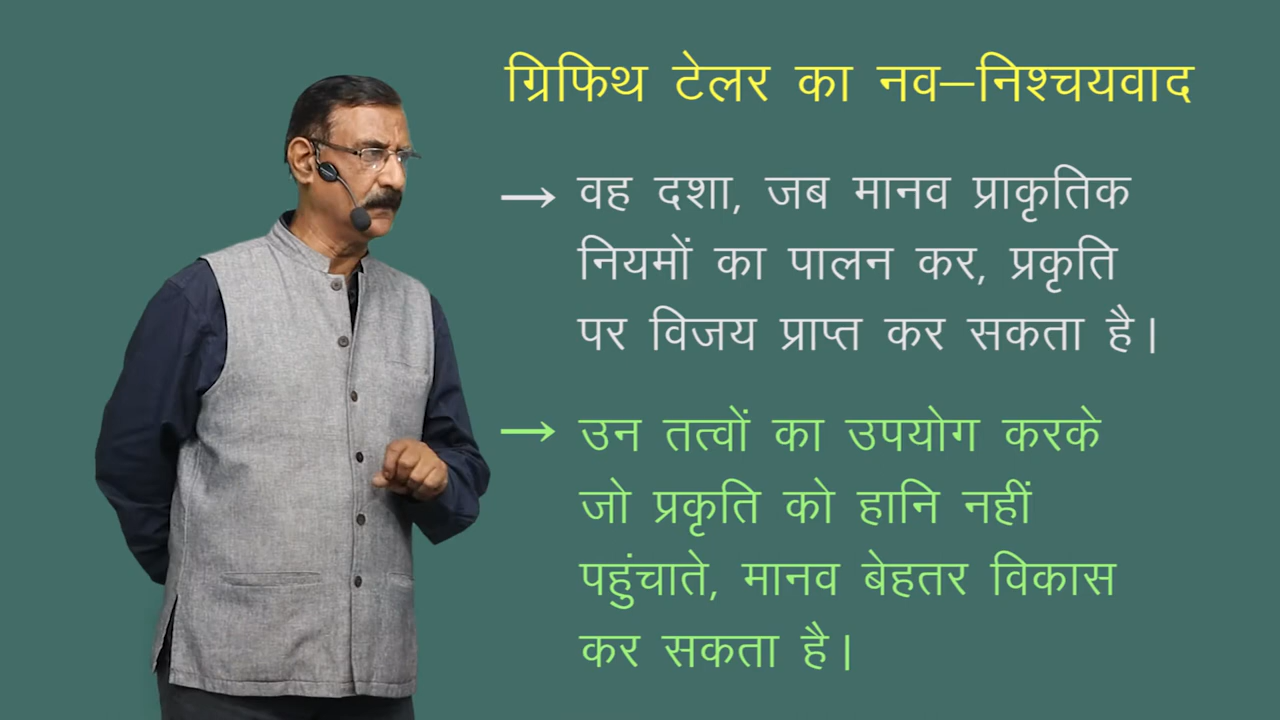 ग्रिफिथ टेलर का नव–निश्चयवाद
→ वह दशा, जब मानव प्राकृतिक
नियमों का पालन कर, प्रकृति
पर विजय प्राप्त कर सकता है।
→ उन तत्वों का उपयोग करके
जो प्रकृति को हानि नहीं
पहुंचाते, मानव बेहतर विकास
कर सकता है।